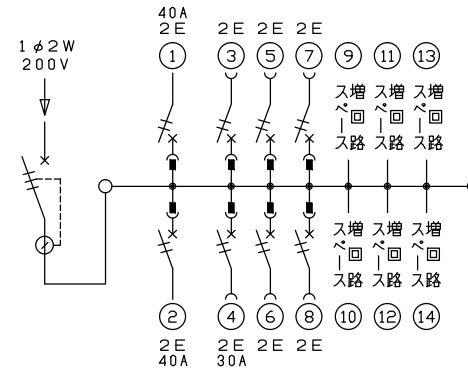 40A
2E 2E 2E 2E
1φ2W
200V
① ③ ⑤ ⑦ ⑨ ⑪ ⑬
増回路スペース 増回路スペース 増回路スペース
増回路スペース 増回路スペース 増回路スペース
② ④ ⑥ ⑧ ⑩ ⑫ ⑭
2E 2E 2E 2E
40A 30A